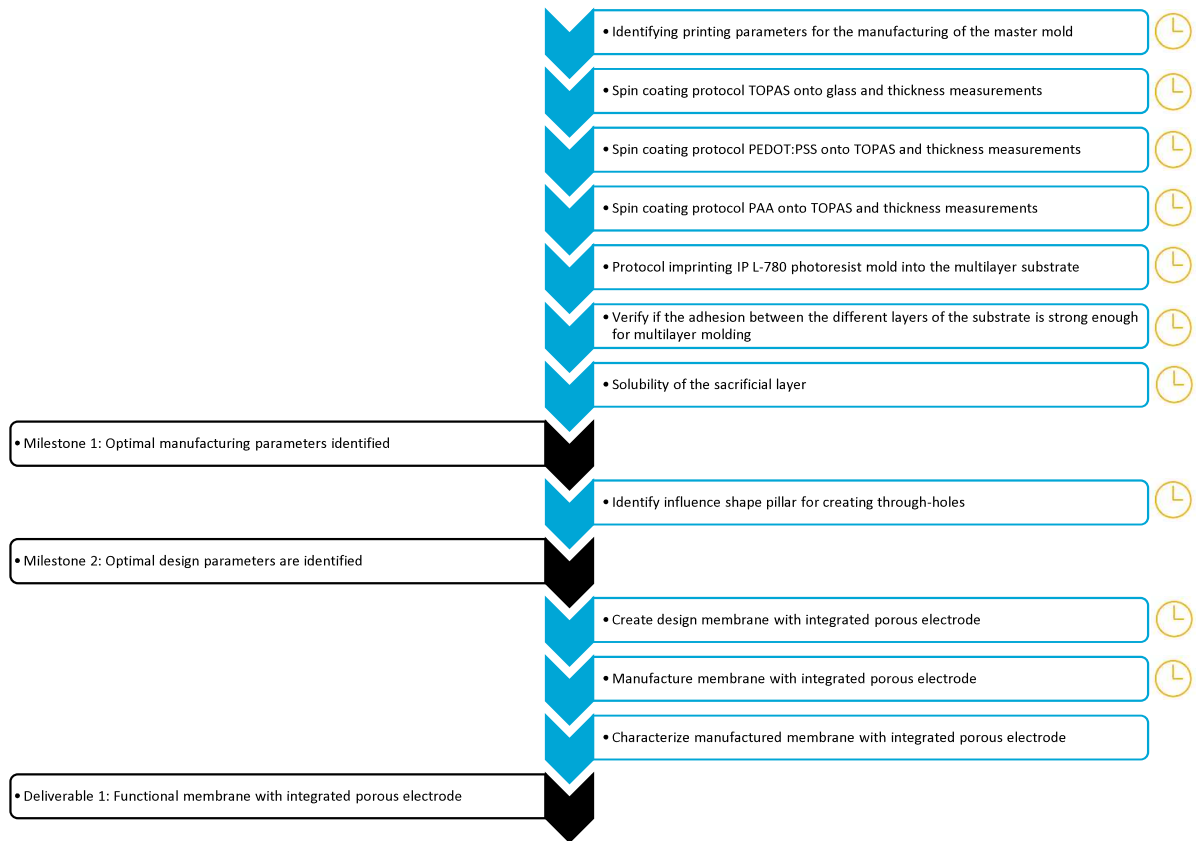 • Identifying printing parameters for the manufacturing of the master mold
• Spin coating protocol TOPAS onto glass and thickness measurements
• Spin coating protocol PEDOT:PSS onto TOPAS and thickness measurements
• Spin coating protocol PAA onto TOPAS and thickness measurements
• Protocol imprinting IP L-780 photoresist mold into the multilayer substrate
• Verify if the adhesion between the different layers of the substrate is strong enough
for multilayer molding
• Solubility of the sacrificial layer
• Milestone 1: Optimal manufacturing parameters identified
• Identify influence shape pillar for creating through-holes
• Milestone 2: Optimal design parameters are identified
• Create design membrane with integrated porous electrode
• Manufacture membrane with integrated porous electrode
• Characterize manufactured membrane with integrated porous electrode
• Deliverable 1: Functional membrane with integrated porous electrode